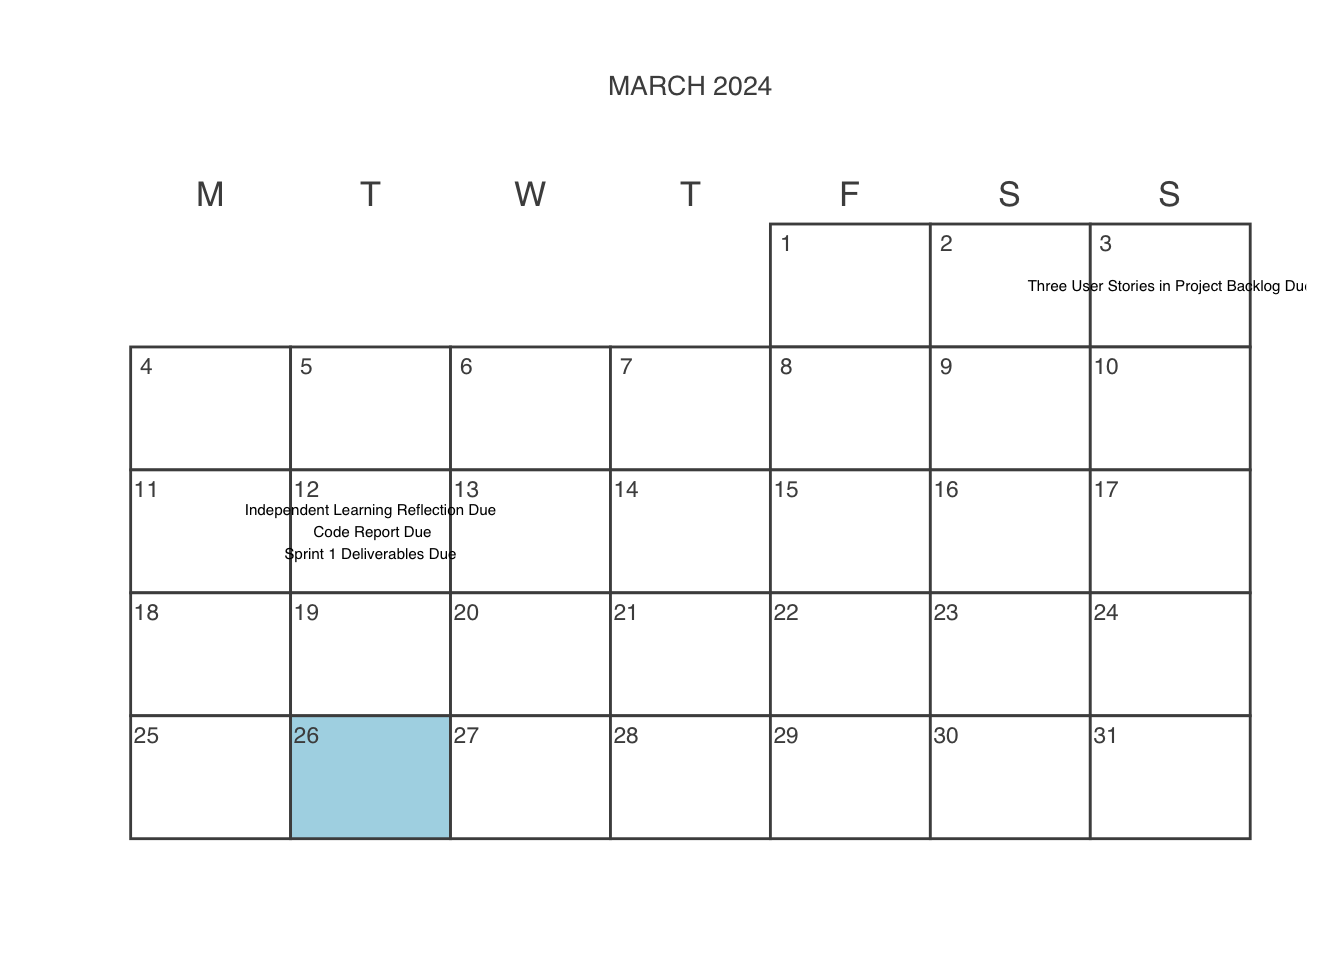 MARCH 2024
M T W T F S S
1 2 3
Three User Stories in Project Backlog Du
4 5 6 7 8 9 10
11 12 13 14 15 16 17
Independent Learning Reflection Due
Code Report Due
Sprint 1 Deliverables Due
18 19 20 21 22 23 24
25 26 27 28 29 30 31